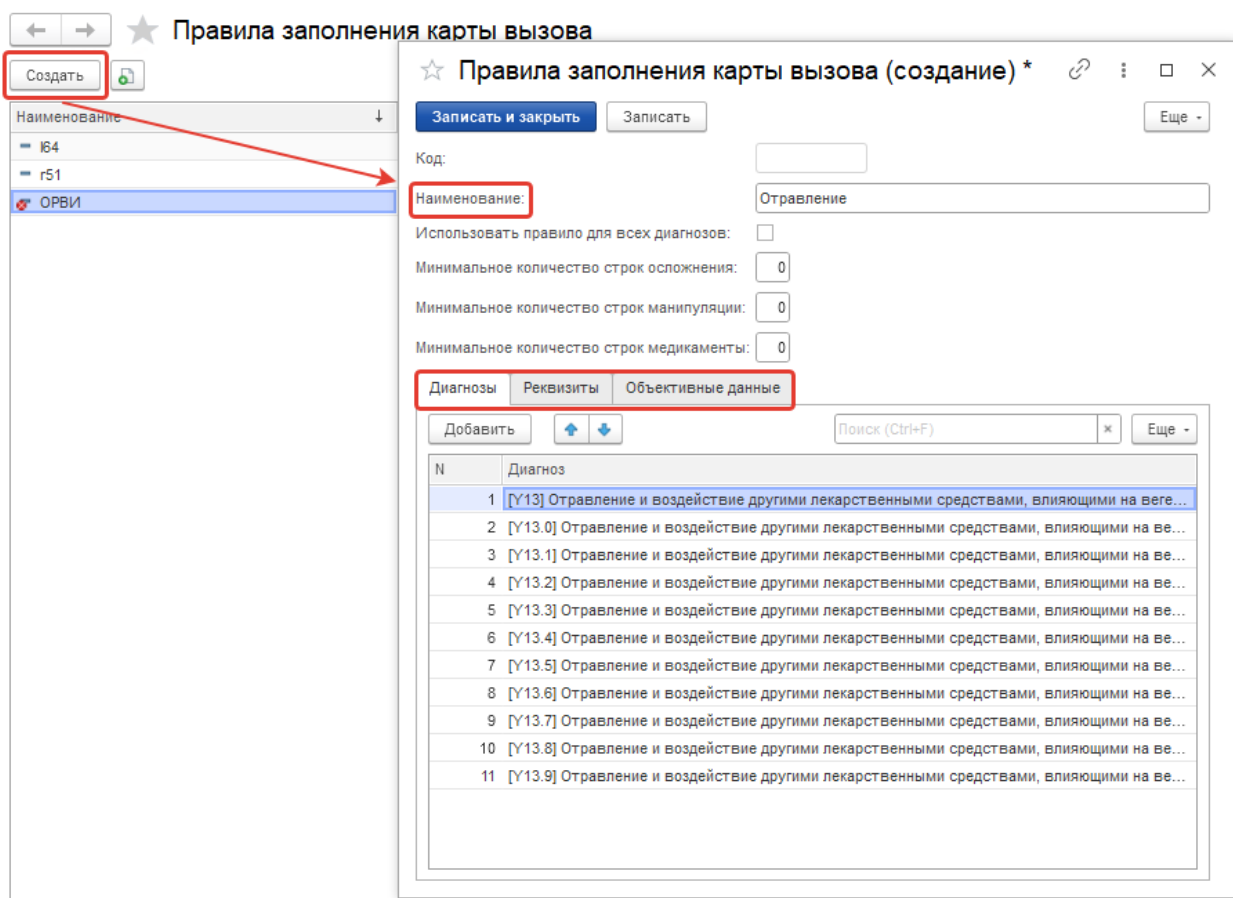 Правила заполнения карты вызова
Создать
Наименование
I64
r51
ОРВИ
Правила заполнения карты вызова (создание) *
Записать и закрыть
Записать
Еще
Код:
Наименование: Отравление
Использовать правило для всех диагнозов:
Минимальное количество строк осложнения: 0
Минимальное количество строк манипуляции: 0
Минимальное количество строк медикаменты: 0
Диагнозы Реквизиты Объективные данные
Добавить Поиск (Ctrl+F) × Еще
N Диагноз
1 [Y13] Отравление и воздействие другими лекарственными средствами, влияющими на веге...
2 [Y13.0] Отравление и воздействие другими лекарственными средствами, влияющими на ве...
3 [Y13.1] Отравление и воздействие другими лекарственными средствами, влияющими на ве...
4 [Y13.2] Отравление и воздействие другими лекарственными средствами, влияющими на ве...
5 [Y13.3] Отравление и воздействие другими лекарственными средствами, влияющими на ве...
6 [Y13.4] Отравление и воздействие другими лекарственными средствами, влияющими на ве...
7 [Y13.5] Отравление и воздействие другими лекарственными средствами, влияющими на ве...
8 [Y13.6] Отравление и воздействие другими лекарственными средствами, влияющими на ве...
9 [Y13.7] Отравление и воздействие другими лекарственными средствами, влияющими на ве...
10 [Y13.8] Отравление и воздействие другими лекарственными средствами, влияющими на ве...
11 [Y13.9] Отравление и воздействие другими лекарственными средствами, влияющими на ве...